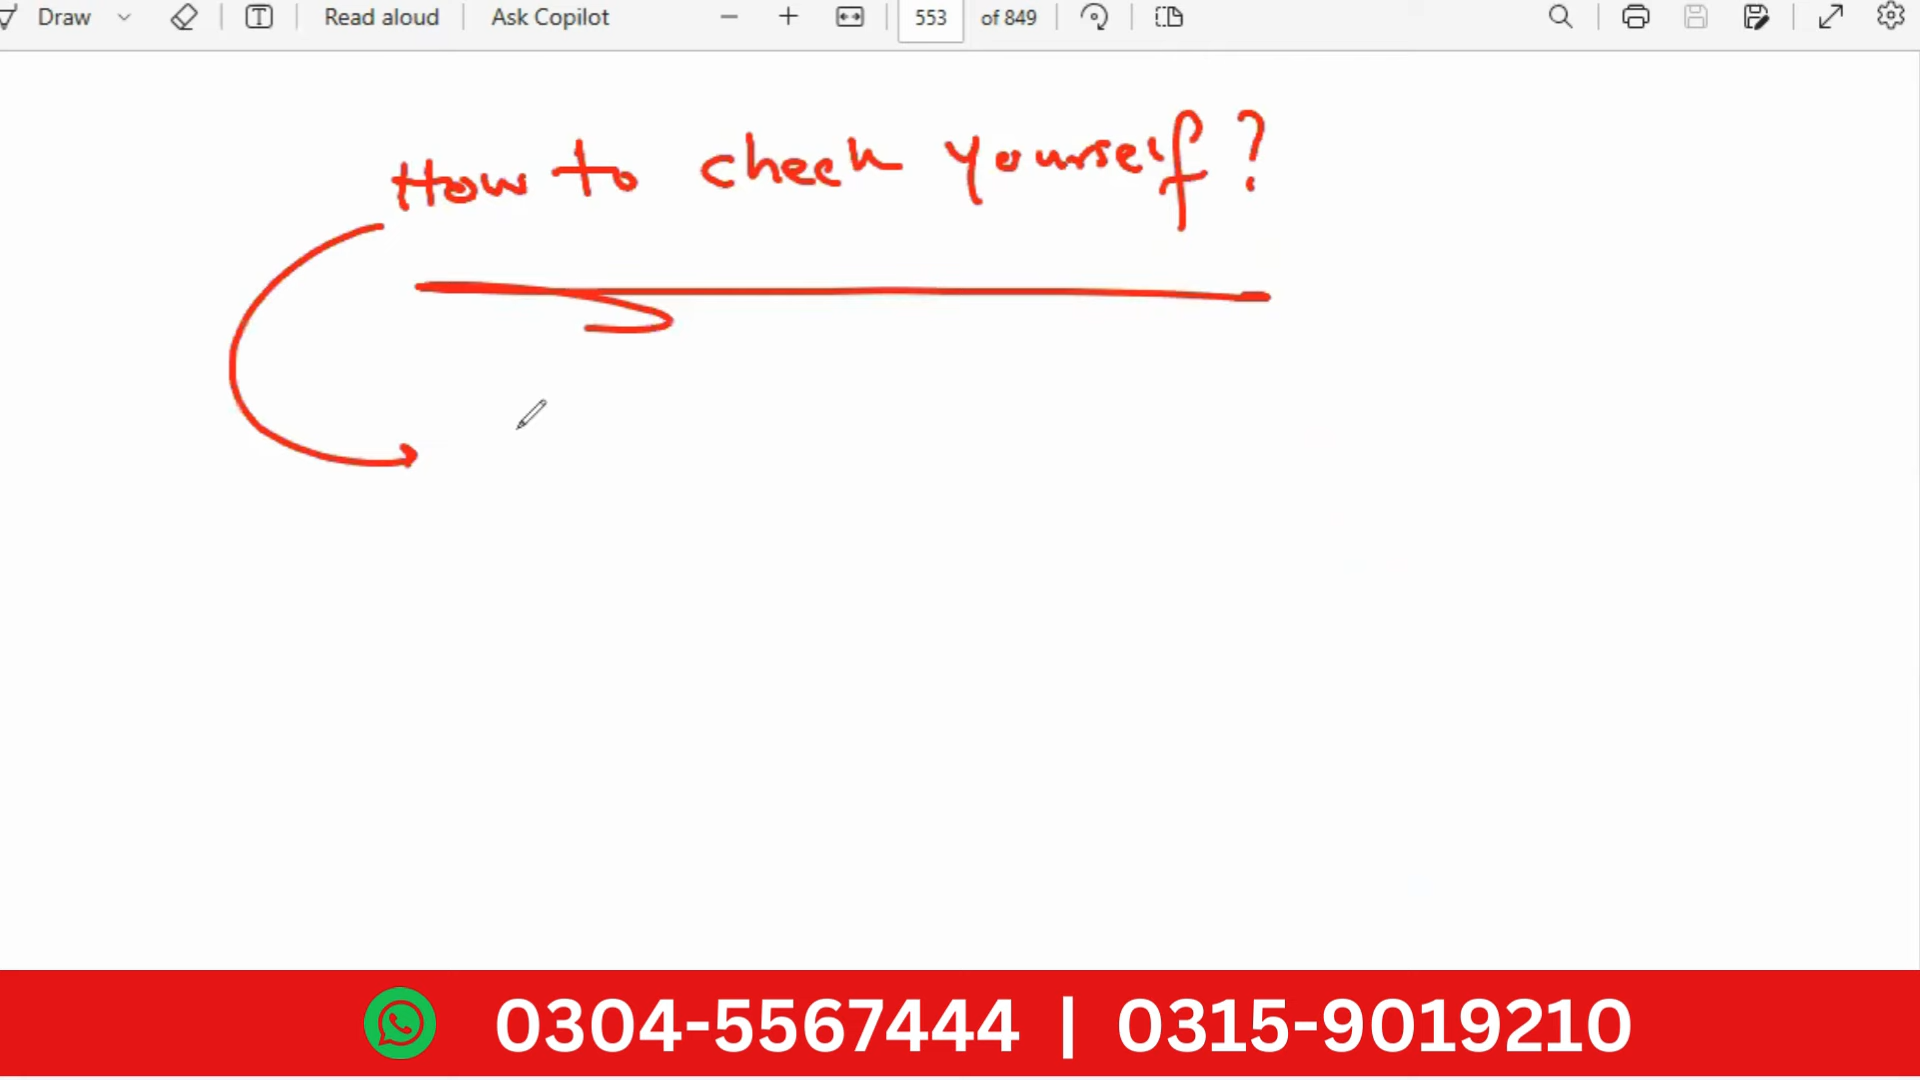 Draw Read aloud Ask Copilot 553 of 849
How to check yourself?
0304-5567444 | 0315-9019210